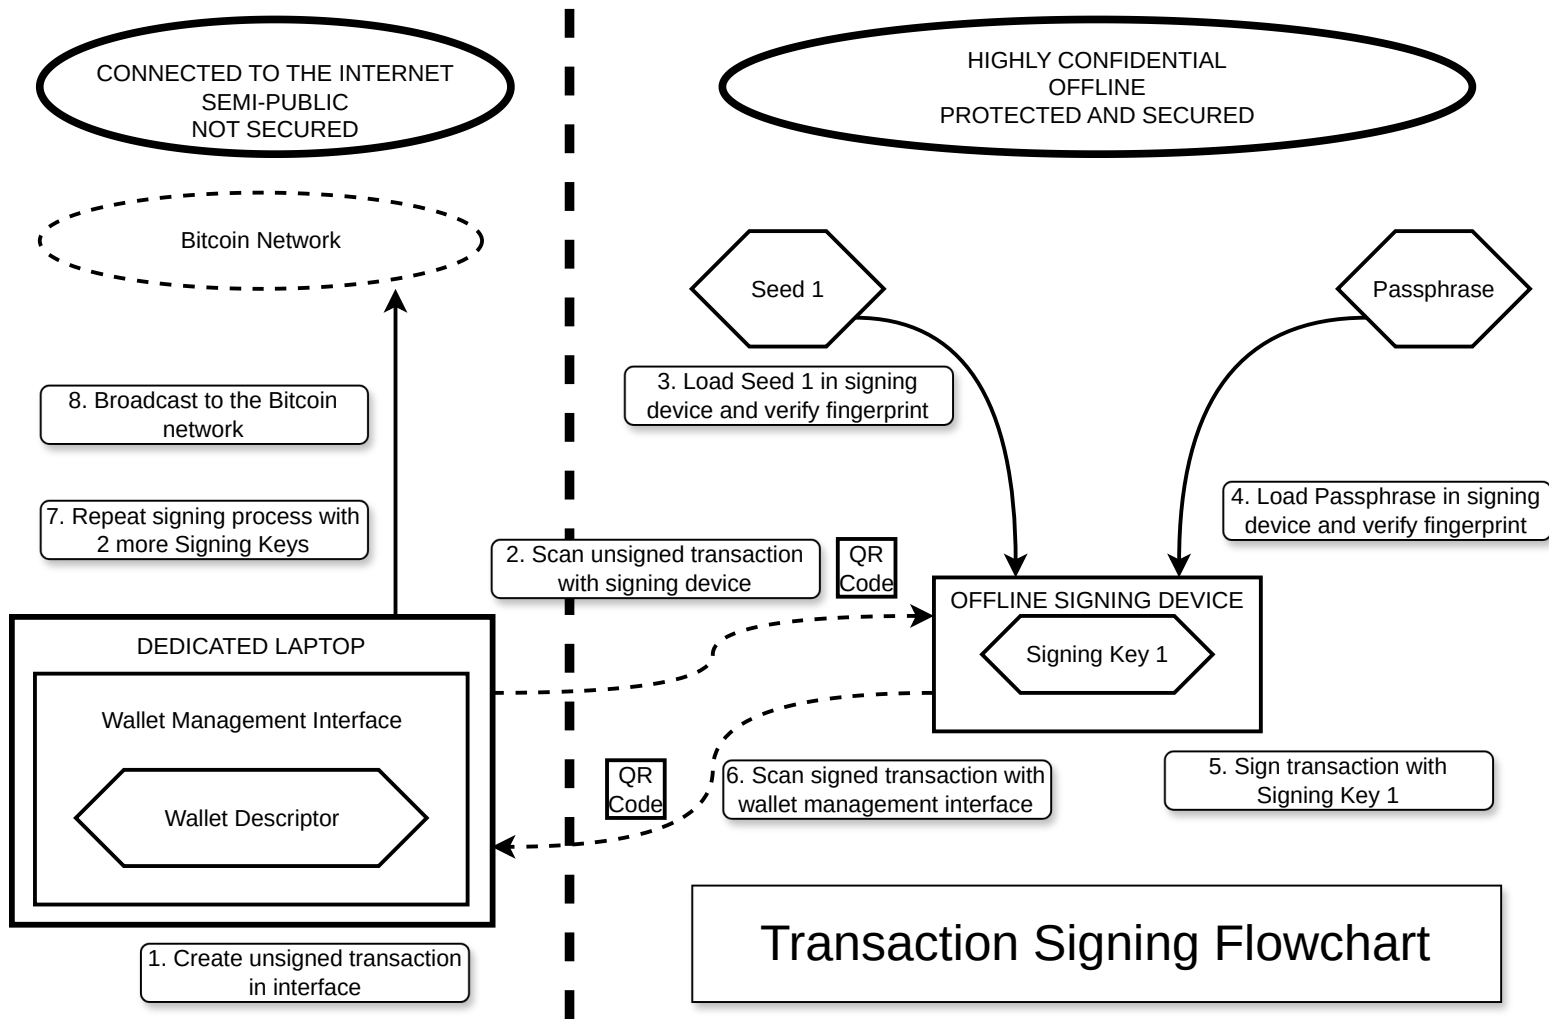 CONNECTED TO THE INTERNET
SEMI-PUBLIC
NOT SECURED
HIGHLY CONFIDENTIAL
OFFLINE
PROTECTED AND SECURED
Bitcoin Network
Seed 1
Passphrase
3. Load Seed 1 in signing
device and verify fingerprint
8. Broadcast to the Bitcoin
network
4. Load Passphrase in signing
device and verify fingerprint
7. Repeat signing process with
2 more Signing Keys
2. Scan unsigned transaction
with signing device
QR
Code
OFFLINE SIGNING DEVICE
Signing Key 1
DEDICATED LAPTOP
Wallet Management Interface
Wallet Descriptor
QR
Code
6. Scan signed transaction with
wallet management interface
5. Sign transaction with
Signing Key 1
1. Create unsigned transaction
in interface
Transaction Signing Flowchart